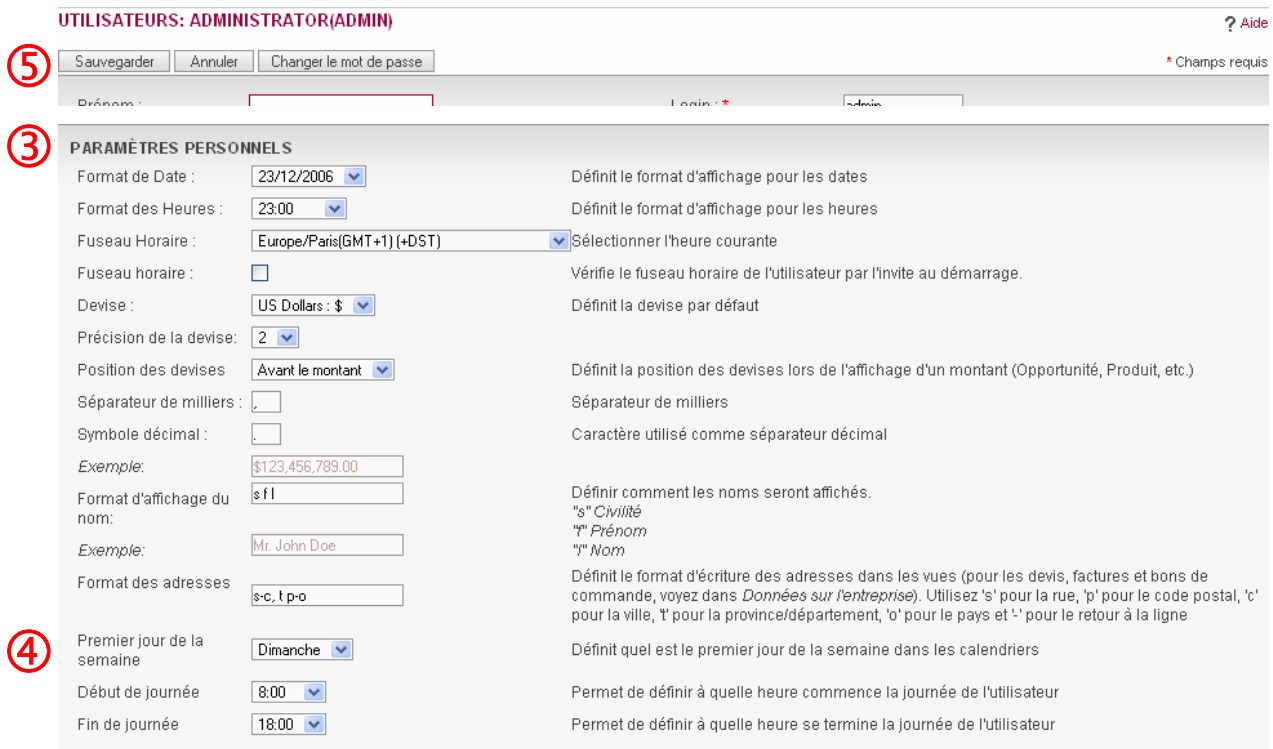 UTILISATEURS: ADMINISTRATOR(ADMIN)
? Aide
5 Sauvegarder Annuler Changer le mot de passe * Champs requis
Prénom : Login : * admin
3 PARAMÈTRES PERSONNELS
Format de Date : 23/12/2006 Définit le format d'affichage pour les dates
Format des Heures : 23:00 Définit le format d'affichage pour les heures
Fuseau Horaire : Europe/Paris(GMT+1) (+DST) Sélectionner l'heure courante
Fuseau horaire : Vérifie le fuseau horaire de l'utilisateur par l'invite au démarrage.
Devise : US Dollars : $ Définit la devise par défaut
Précision de la devise: 2
Position des devises Avant le montant Définit la position des devises lors de l'affichage d'un montant (Opportunité, Produit, etc.)
Séparateur de milliers : , Séparateur de milliers
Symbole décimal : . Caractère utilisé comme séparateur décimal
Exemple: $123,456,789.00
Format d'affichage du nom: s f l Définir comment les noms seront affichés.
"s" Civilité
"f" Prénom
"l" Nom
Exemple: Mr. John Doe
Format des adresses s-c, t p-o Définit le format d'écriture des adresses dans les vues (pour les devis, factures et bons de
commande, voyez dans Données sur l'entreprise). Utilisez 's' pour la rue, 'p' pour le code postal, 'c'
pour la ville, 't' pour la province/département, 'o' pour le pays et '-' pour le retour à la ligne
4 Premier jour de la semaine Dimanche Définit quel est le premier jour de la semaine dans les calendriers
Début de journée 8:00 Permet de définir à quelle heure commence la journée de l'utilisateur
Fin de journée 18:00 Permet de définir à quelle heure se termine la journée de l'utilisateur